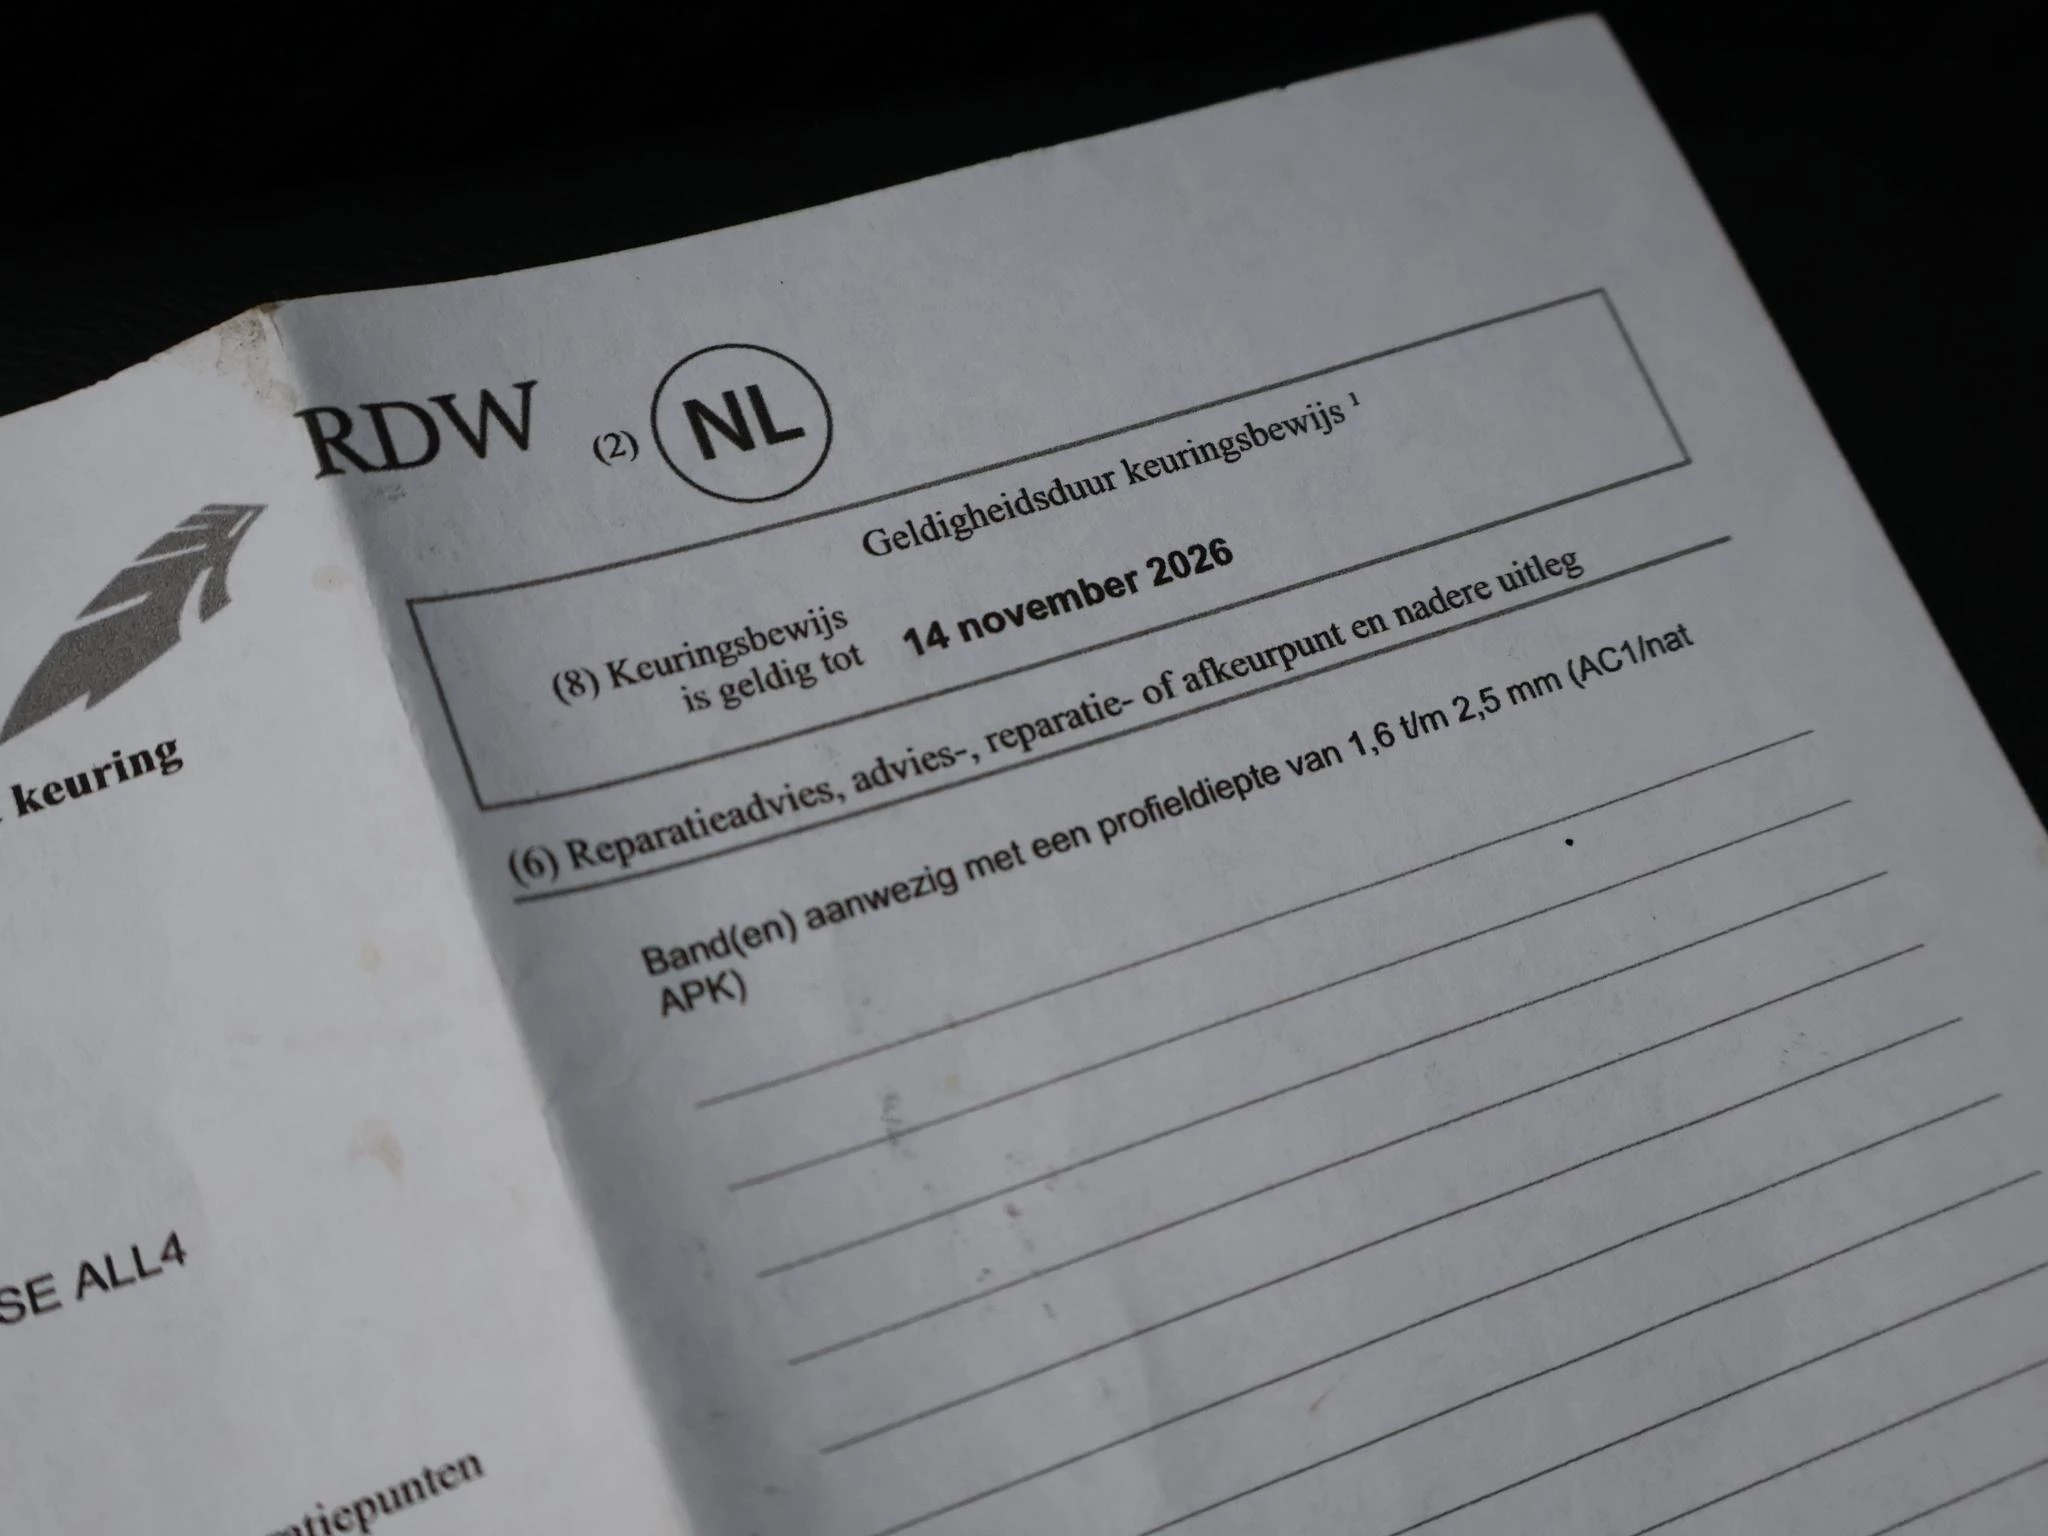 RDW (2) NL
keuring
Geldigheidsduur keuringsbewijs ¹
(8) Keuringsbewijs
is geldig tot 14 november 2026
(6) Reparatieadvies, advies-, reparatie- of afkeurpunt en nadere uitleg
Band(en) aanwezig met een profieldiepte van 1,6 t/m 2,5 mm (AC1/nat
APK)
SE ALL4
atiepunten